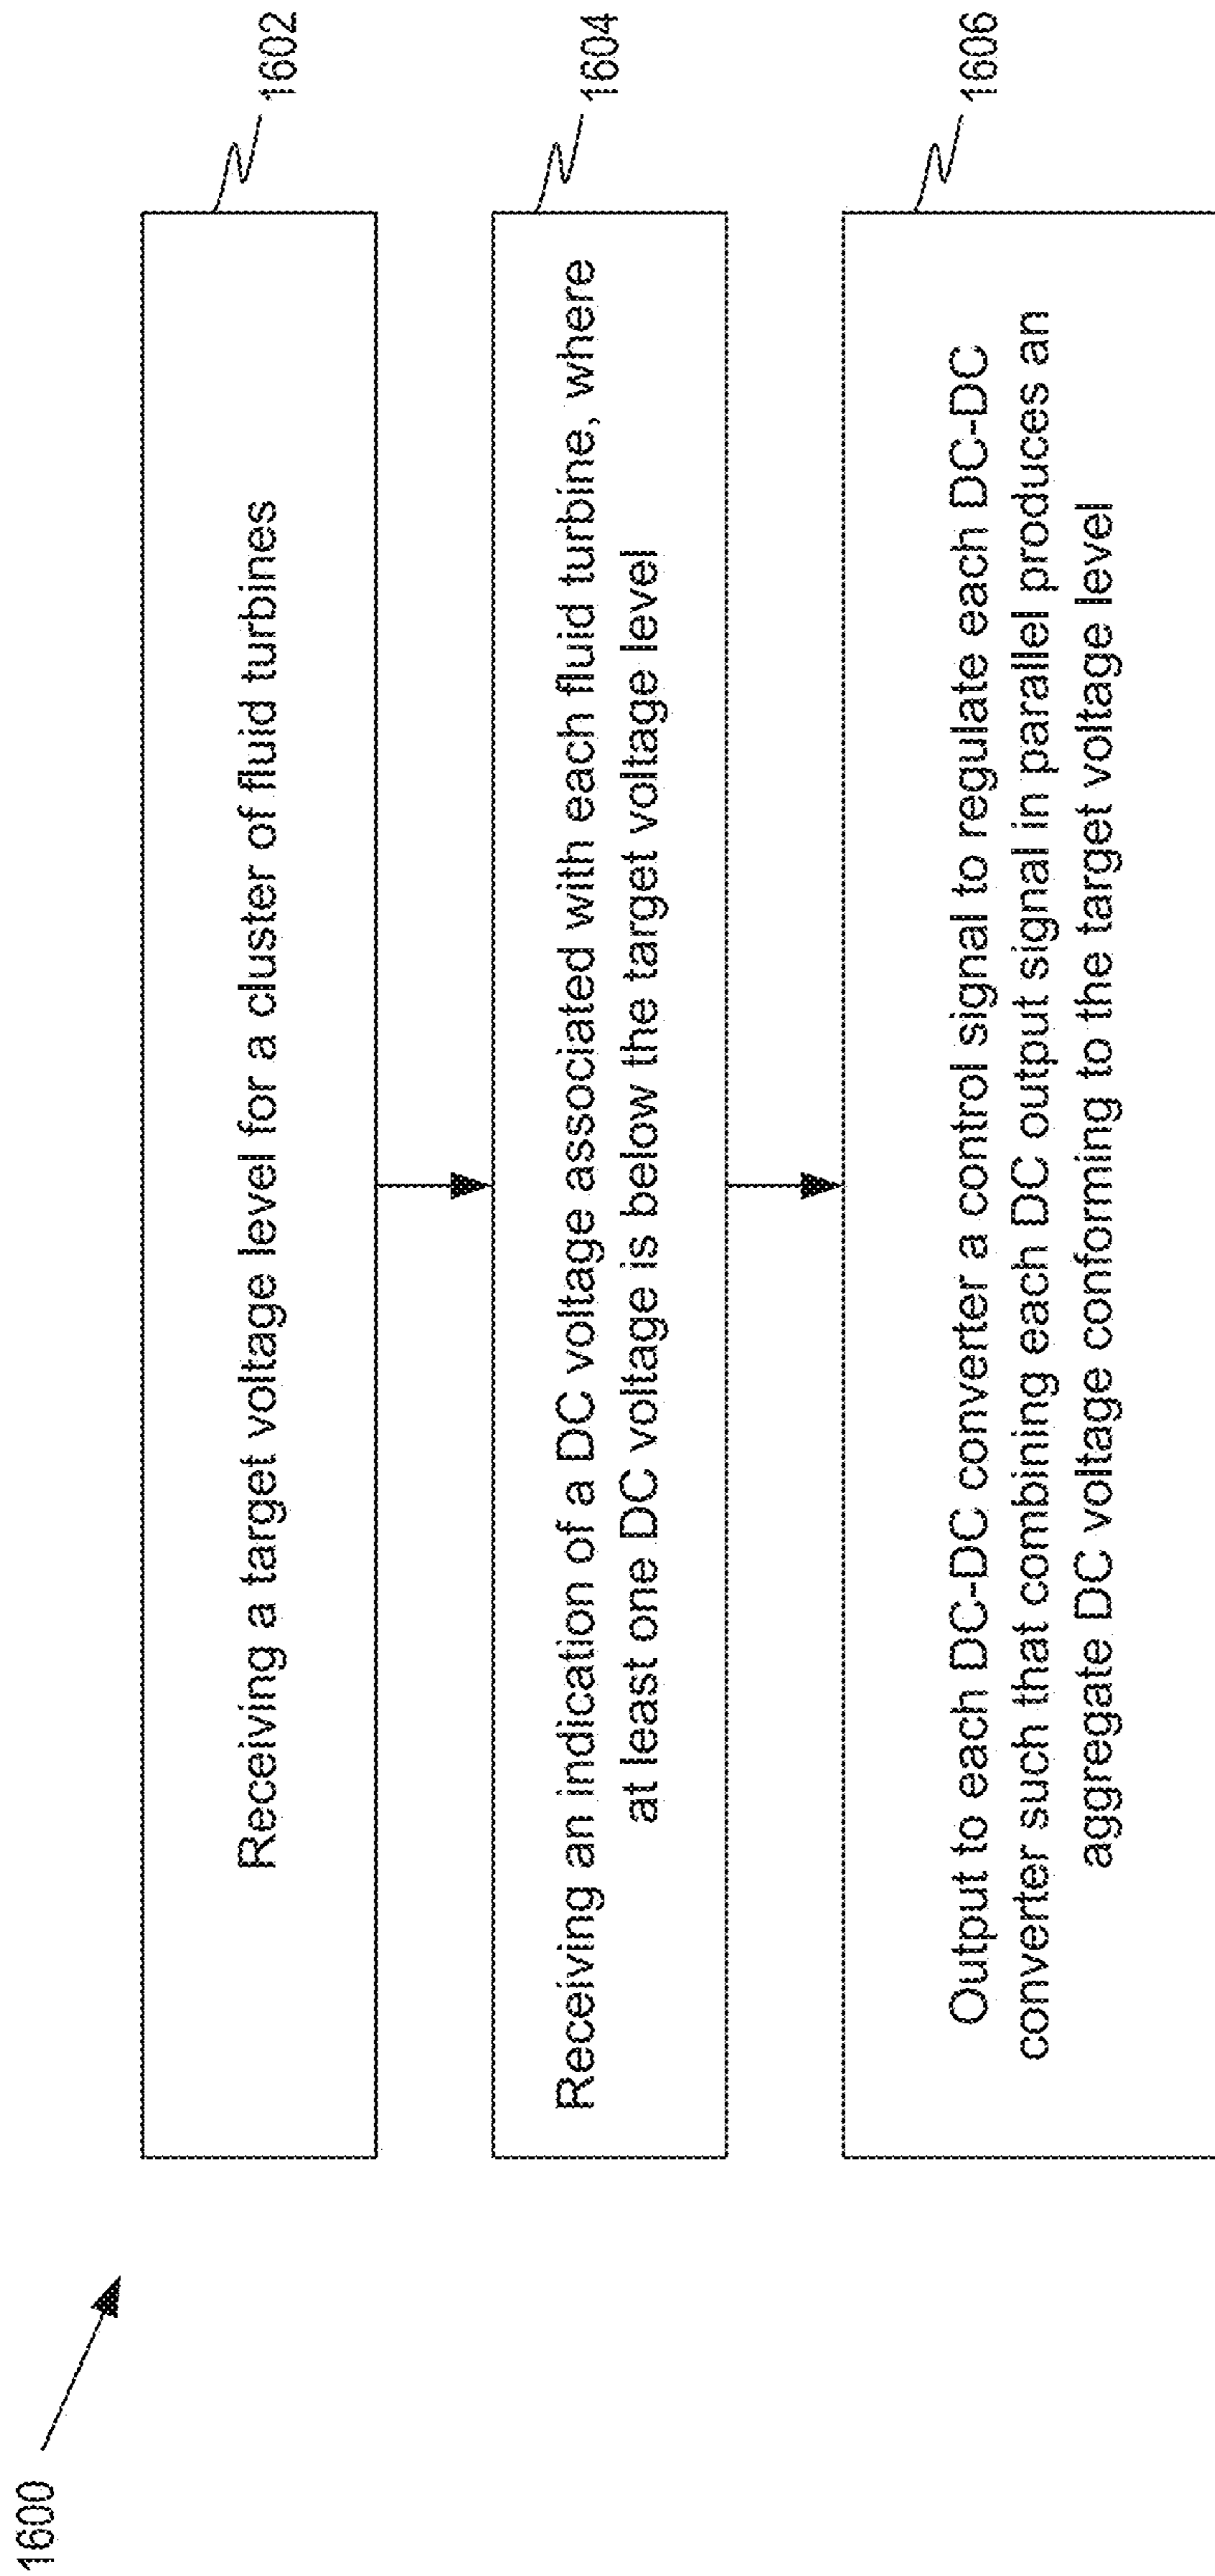 1600
Receiving a target voltage level for a cluster of fluid turbines
1602
Receiving an indication of a DC voltage associated with each fluid turbine, where
at least one DC voltage is below the target voltage level
1604
Output to each DC-DC converter a control signal to regulate each DC-DC
converter such that combining each DC output signal in parallel produces an
aggregate DC voltage conforming to the target voltage level
1606